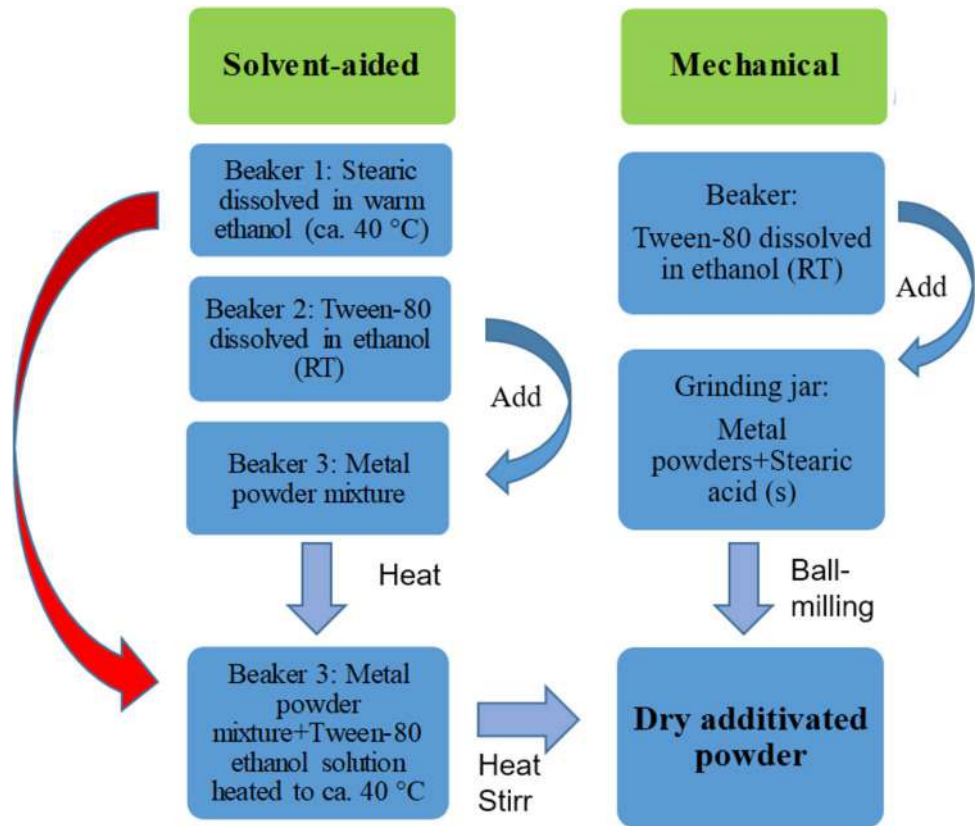 Solvent-aided
Beaker 1: Stearic
dissolved in warm
ethanol (ca. 40 °C)
Beaker 2: Tween-80
dissolved in ethanol
(RT)
Add
Beaker 3: Metal
powder mixture
Heat
Beaker 3: Metal
powder
mixture+Tween-80
ethanol solution
heated to ca. 40 °C
Heat
Stirr
Mechanical
Beaker:
Tween-80 dissolved
in ethanol (RT)
Add
Grinding jar:
Metal
powders+Stearic
acid (s)
Ball-
milling
Dry additivated
powder